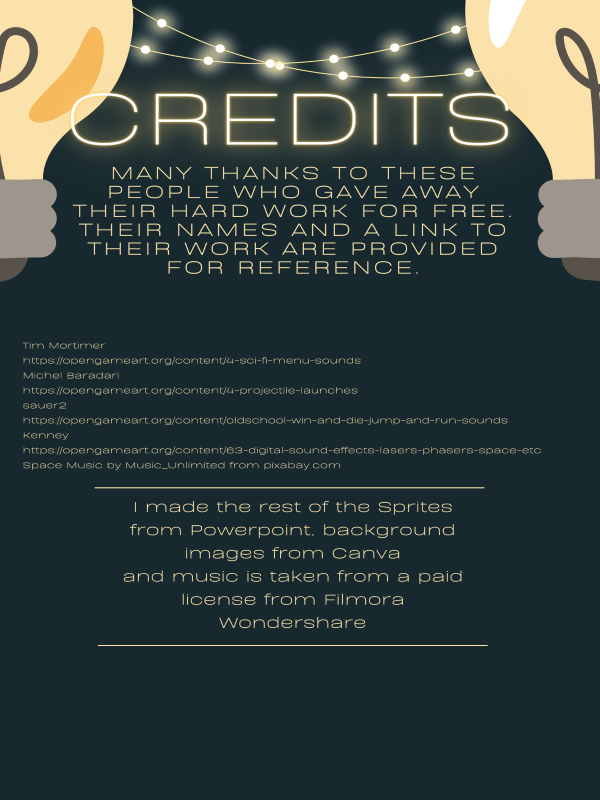 CREDITS
MANY THANKS TO THESE
PEOPLE WHO GAVE AWAY
THEIR HARD WORK FOR FREE.
THEIR NAMES AND A LINK TO
THEIR WORK ARE PROVIDED
FOR REFERENCE.
Tim Mortimer
https://opengameart.org/content/4-sci-fi-menu-sounds
Michel Baradari
https://opengameart.org/content/4-projectile-launches
sauer2
https://opengameart.org/content/oldschool-win-and-die-jump-and-run-sounds
Kenney
https://opengameart.org/content/63-digital-sound-effects-lasers-phasers-space-etc
Space Music by Music_Unlimited from pixabay.com
I made the rest of the Sprites
from Powerpoint, background
images from Canva
and music is taken from a paid
license from Filmora
Wondershare